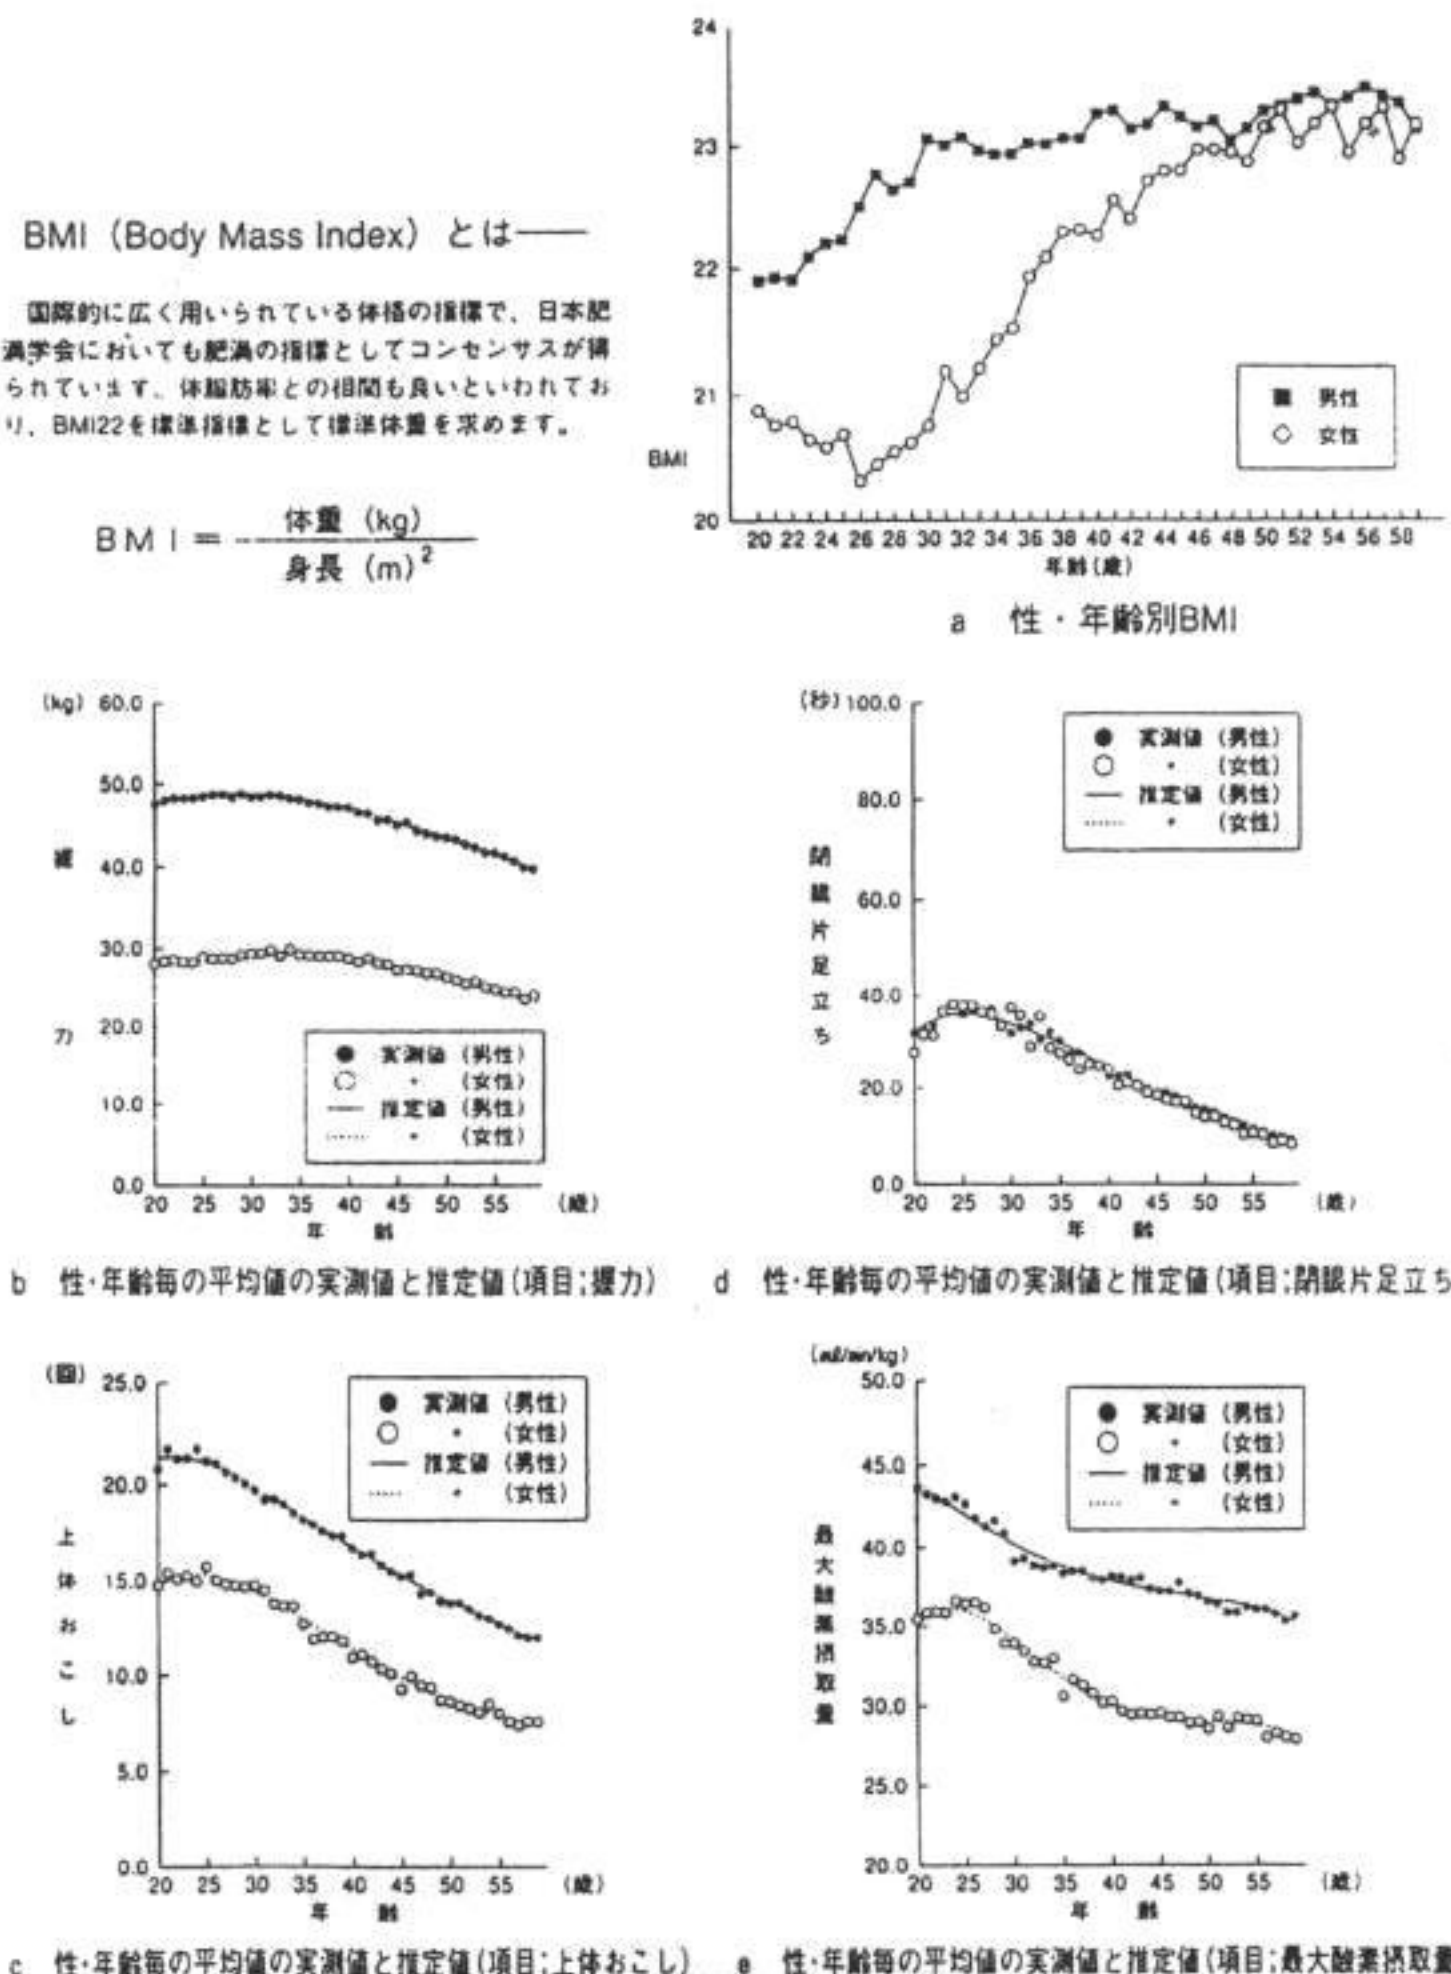 BMI（Body Mass Index）とは――
国際的に広く用いられている体格の指標で、日本肥
満学会においても肥満の指標としてコンセンサスが得
られています。体脂肪率との相関も良いといわれてお
り、BMI22を標準指標として標準体重を求めます。
BMI＝体重（kg）
身長（m）2
24
23
22
21
20
BMI
■ 男性
○ 女性
20 22 24 26 28 30 32 34 36 38 40 42 44 46 48 50 52 54 56 58
年齢(歳)
a 性・年齢別BMI
(kg) 60.0
50.0
40.0
30.0
20.0
10.0
0.0
握力
● 実測値（男性）
○ 〃 （女性）
― 推定値（男性）
…… 〃 （女性）
20 25 30 35 40 45 50 55 (歳)
年 齢
b 性・年齢毎の平均値の実測値と推定値(項目;握力)
(秒) 100.0
80.0
60.0
40.0
20.0
0.0
閉眼片足立ち
● 実測値（男性）
○ 〃 （女性）
― 推定値（男性）
…… 〃 （女性）
20 25 30 35 40 45 50 55 (歳)
年 齢
d 性・年齢毎の平均値の実測値と推定値(項目;閉眼片足立ち
(回) 25.0
20.0
15.0
10.0
5.0
0.0
上体おこし
● 実測値（男性）
○ 〃 （女性）
― 推定値（男性）
…… 〃 （女性）
20 25 30 35 40 45 50 55 (歳)
年 齢
c 性・年齢毎の平均値の実測値と推定値(項目;上体おこし)
(ml/min/kg)
50.0
45.0
40.0
35.0
30.0
25.0
20.0
最大酸素摂取量
● 実測値（男性）
○ 〃 （女性）
― 推定値（男性）
…… 〃 （女性）
20 25 30 35 40 45 50 55 (歳)
年 齢
e 性・年齢毎の平均値の実測値と推定値(項目;最大酸素摂取量